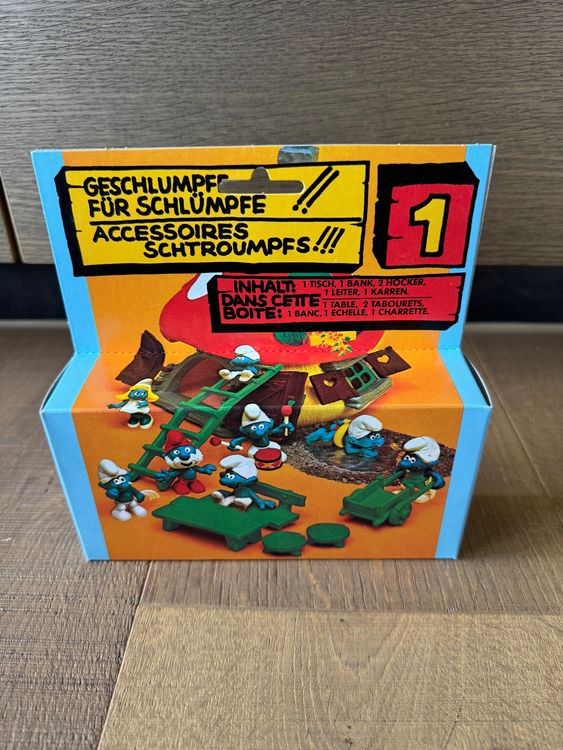 GESCHLUMPFE
FÜR SCHLÜMPFE !!
ACCESSOIRES
SCHTROUMPFS!!!
1
INHALT: 1 TISCH, 1 BANK, 2 HOCKER,
1 LEITER, 1 KARREN.
DANS CETTE 1 TABLE, 2 TABOURETS,
BOITE: 1 BANC, 1 ECHELLE, 1 CHARRETTE.